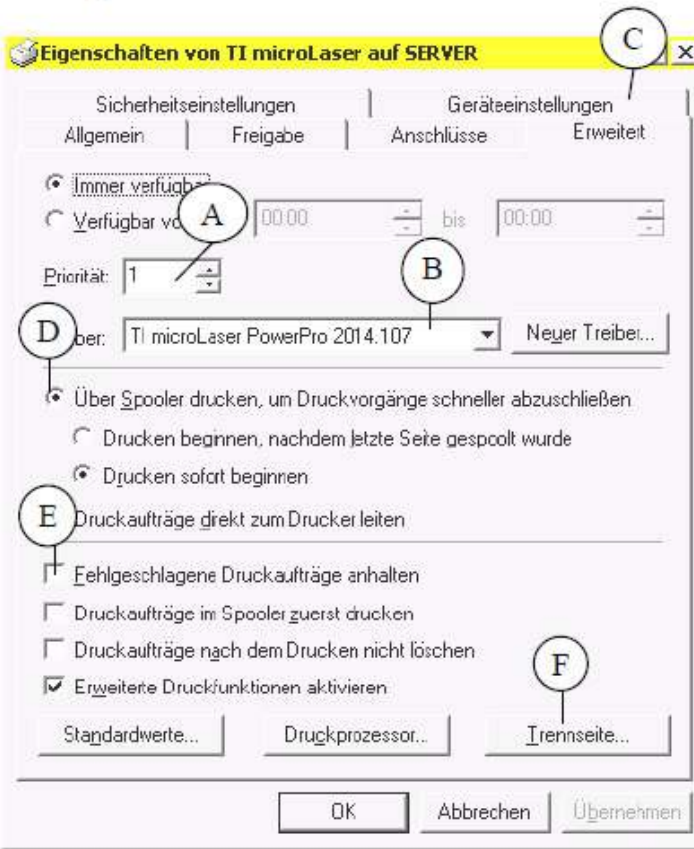 C
Eigenschaften von TI microLaser auf SERVER
Sicherheitseinstellungen Geräteeinstellungen
Allgemein Freigabe Anschlüsse Erweitert
Immer verfügba
Verfügbar vo A 00:00 bis 00:00
Priorität: 1 B
D ber: TI microLaser PowerPro 2014.107 Neuer Treiber...
Über Spooler drucken, um Druckvorgänge schneller abzuschließen
Drucken beginnen, nachdem letzte Seite gespoolt wurde
Drucken sofort beginnen
E Druckaufträge direkt zum Drucker leiten
Fehlgeschlagene Druckaufträge anhalten
Druckaufträge im Spooler zuerst drucken
Druckaufträge nach dem Drucken nicht löschen
F
Erweiterte Druckfunktionen aktivieren
Standardwerte... Druckprozessor... Trennseite...
OK Abbrechen Übernehmen